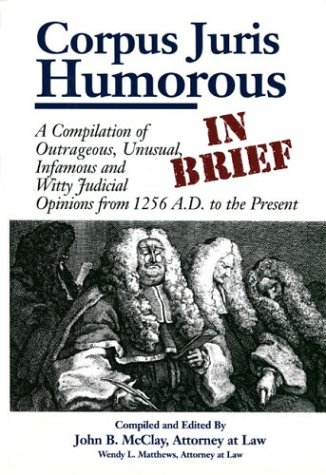 Corpus Juris
Humorous
IN
BRIEF
A Compilation of
Outrageous, Unusual,
Infamous and
Witty Judicial
Opinions from 1256 A.D. to the Present
Compiled and Edited By
John B. McClay, Attorney at Law
Wendy L. Matthews, Attorney at Law